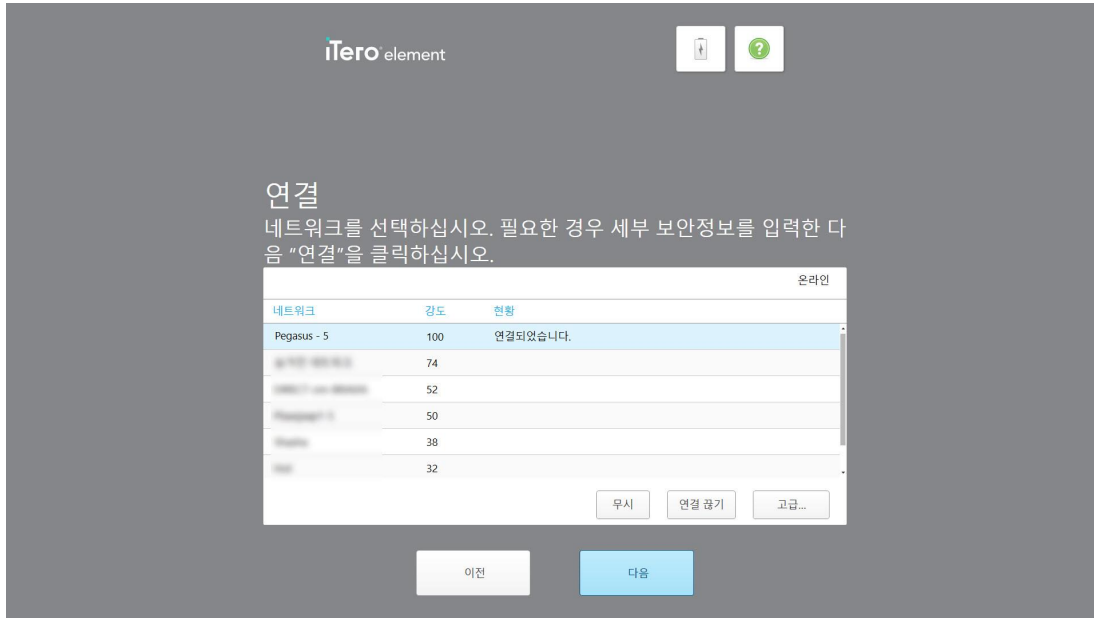 iTero element
?
연결
네트워크를 선택하십시오. 필요한 경우 세부 보안정보를 입력한 다
음 "연결"을 클릭하십시오.
온라인
네트워크 강도 현황
Pegasus - 5 100 연결되었습니다.
74
52
50
38
32
무시 연결 끊기 고급...
이전 다음